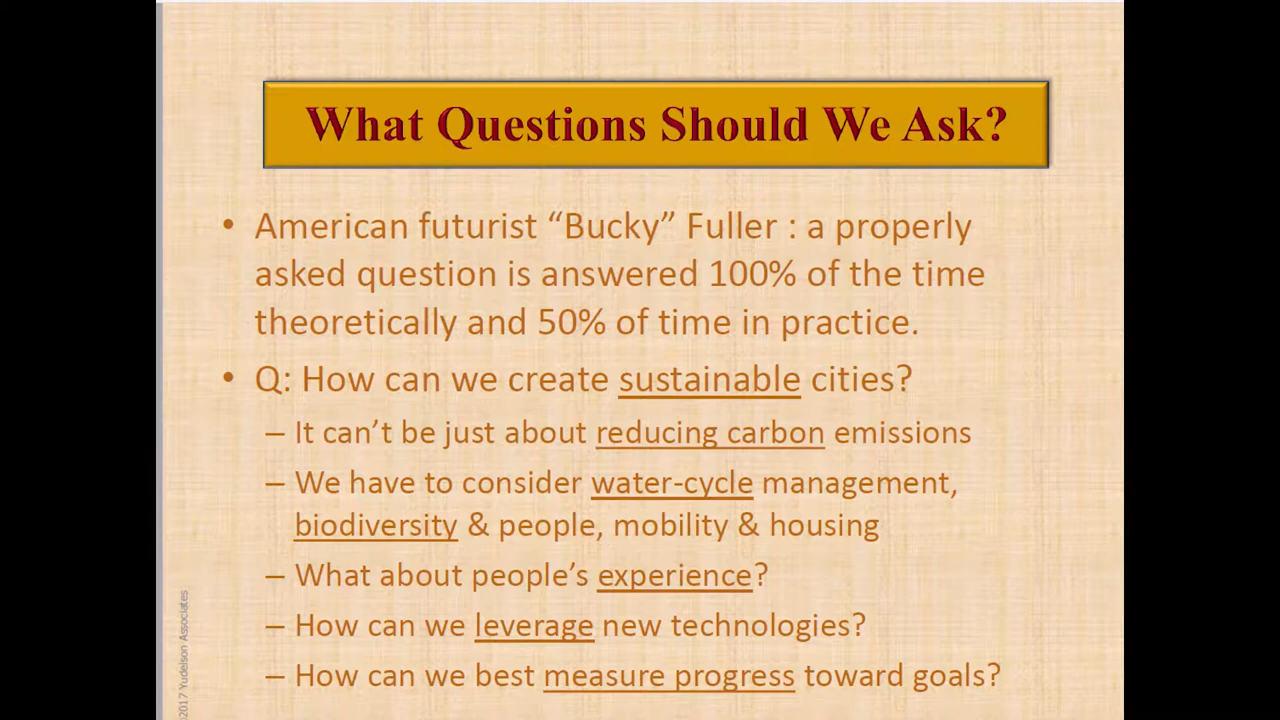 What Questions Should We Ask?
• American futurist “Bucky” Fuller : a properly
asked question is answered 100% of the time
theoretically and 50% of time in practice.
• Q: How can we create sustainable cities?
– It can’t be just about reducing carbon emissions
– We have to consider water-cycle management,
biodiversity & people, mobility & housing
– What about people’s experience?
– How can we leverage new technologies?
– How can we best measure progress toward goals?
©2017 Yudelson Associates